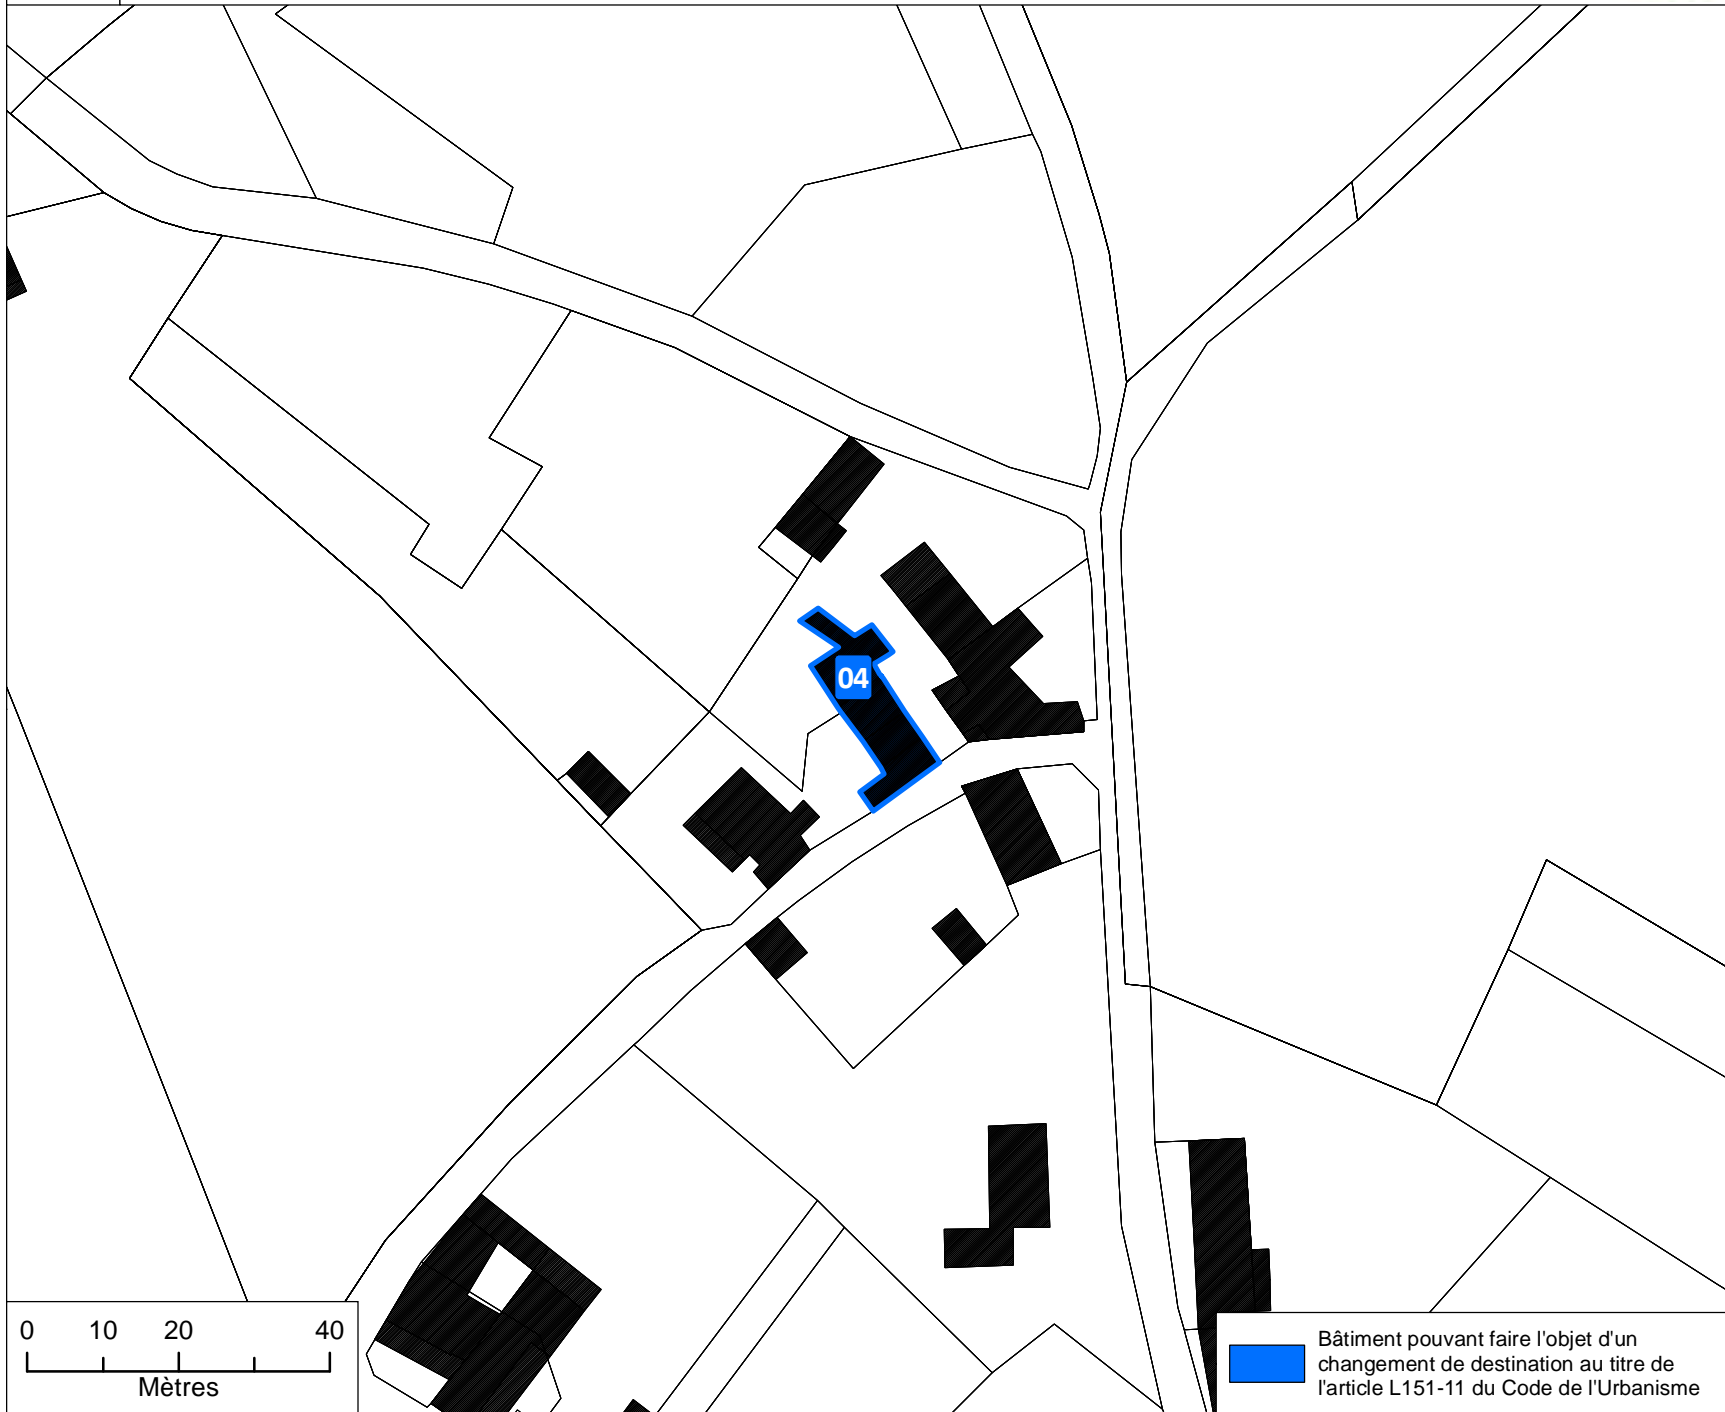 04
0 10 20 40
Mètres
Bâtiment pouvant faire l'objet d'un
changement de destination au titre de
l'article L151-11 du Code de l'Urbanisme